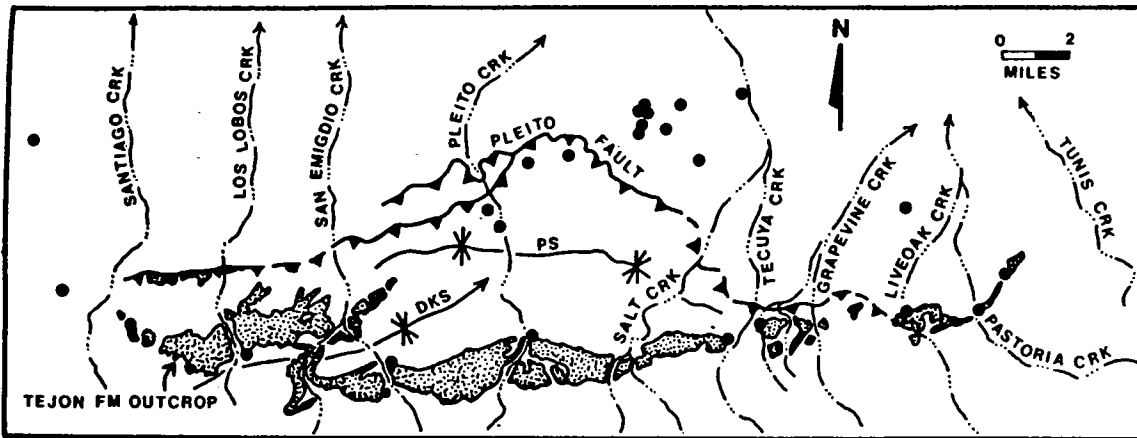 SANTIAGO CRK
LOS LOBOS CRK
SAN EMIGDIO CRK
PLEITO CRK
PLEITO
FAULT
N
0 2
MILES
TECUYA CRK
GRAPEVINE CRK
LIVEOAK CRK
TUNIS CRK
PS
DKS
SALT CRK
PASTORIA CRK
TEJON FM OUTCROP